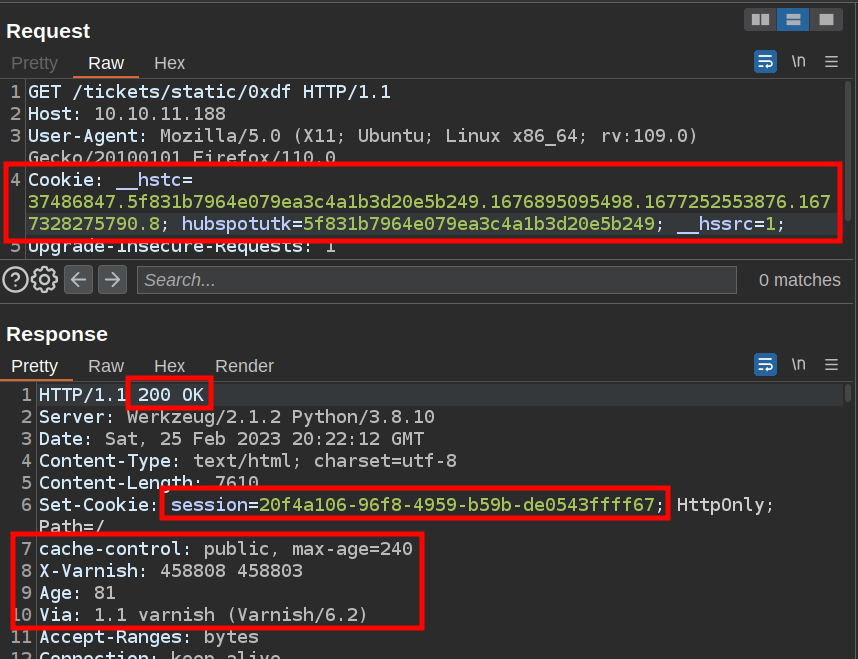 Request
Pretty Raw Hex \n
1 GET /tickets/static/0xdf HTTP/1.1
2 Host: 10.10.11.188
3 User-Agent: Mozilla/5.0 (X11; Ubuntu; Linux x86_64; rv:109.0)
Gecko/20100101 Firefox/110.0
4 Cookie: __hstc=
37486847.5f831b7964e079ea3c4a1b3d20e5b249.1676895095498.1677252553876.167
7328275790.8; hubspotutk=5f831b7964e079ea3c4a1b3d20e5b249; __hssrc=1;
5 Upgrade-Insecure-Requests: 1
Search... 0 matches
Response
Pretty Raw Hex Render \n
1 HTTP/1.1 200 OK
2 Server: Werkzeug/2.1.2 Python/3.8.10
3 Date: Sat, 25 Feb 2023 20:22:12 GMT
4 Content-Type: text/html; charset=utf-8
5 Content-Length: 7610
6 Set-Cookie: session=20f4a106-96f8-4959-b59b-de0543ffff67; HttpOnly;
Path=/
7 cache-control: public, max-age=240
8 X-Varnish: 458808 458803
9 Age: 81
10 Via: 1.1 varnish (Varnish/6.2)
11 Accept-Ranges: bytes
12 Connection: keep-alive